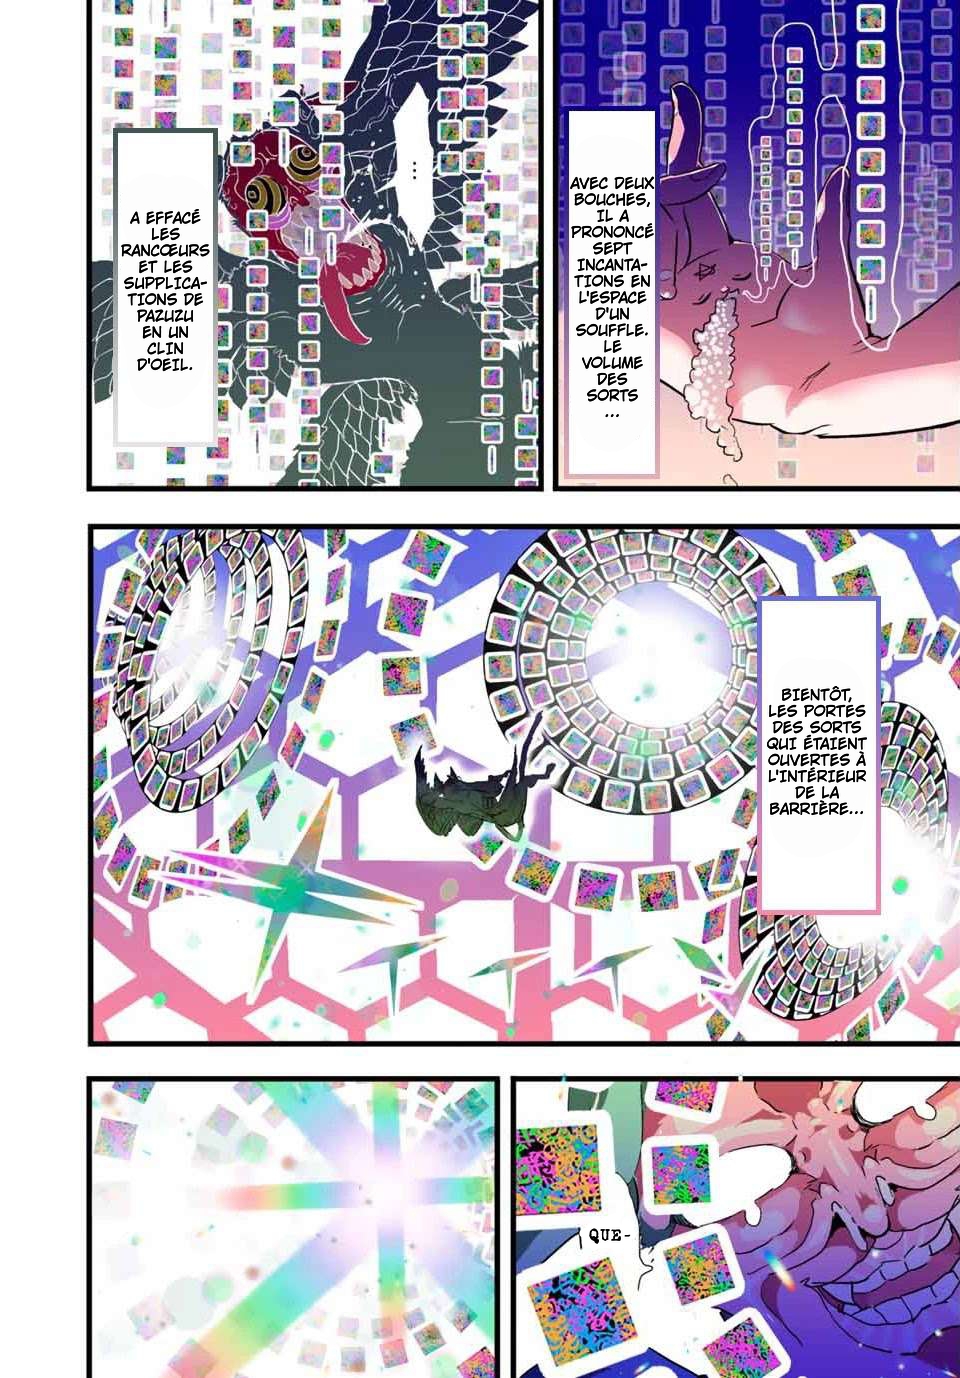 AVEC DEUX
BOUCHES,
IL A
PRONONCÉ
SEPT
INCANTA-
TIONS EN
L'ESPACE
D'UN
SOUFFLE.
LE
VOLUME
DES
SORTS
...
...
A EFFACÉ
LES
RANCŒURS
ET LES
SUPPLICA-
TIONS DE
PAZUZU
EN UN
CLIN
D'OEIL.
BIENTÔT,
LES PORTES
DES SORTS
QUI ÉTAIENT
OUVERTES À
L'INTÉRIEUR
DE LA
BARRIÈRE...
QUE-